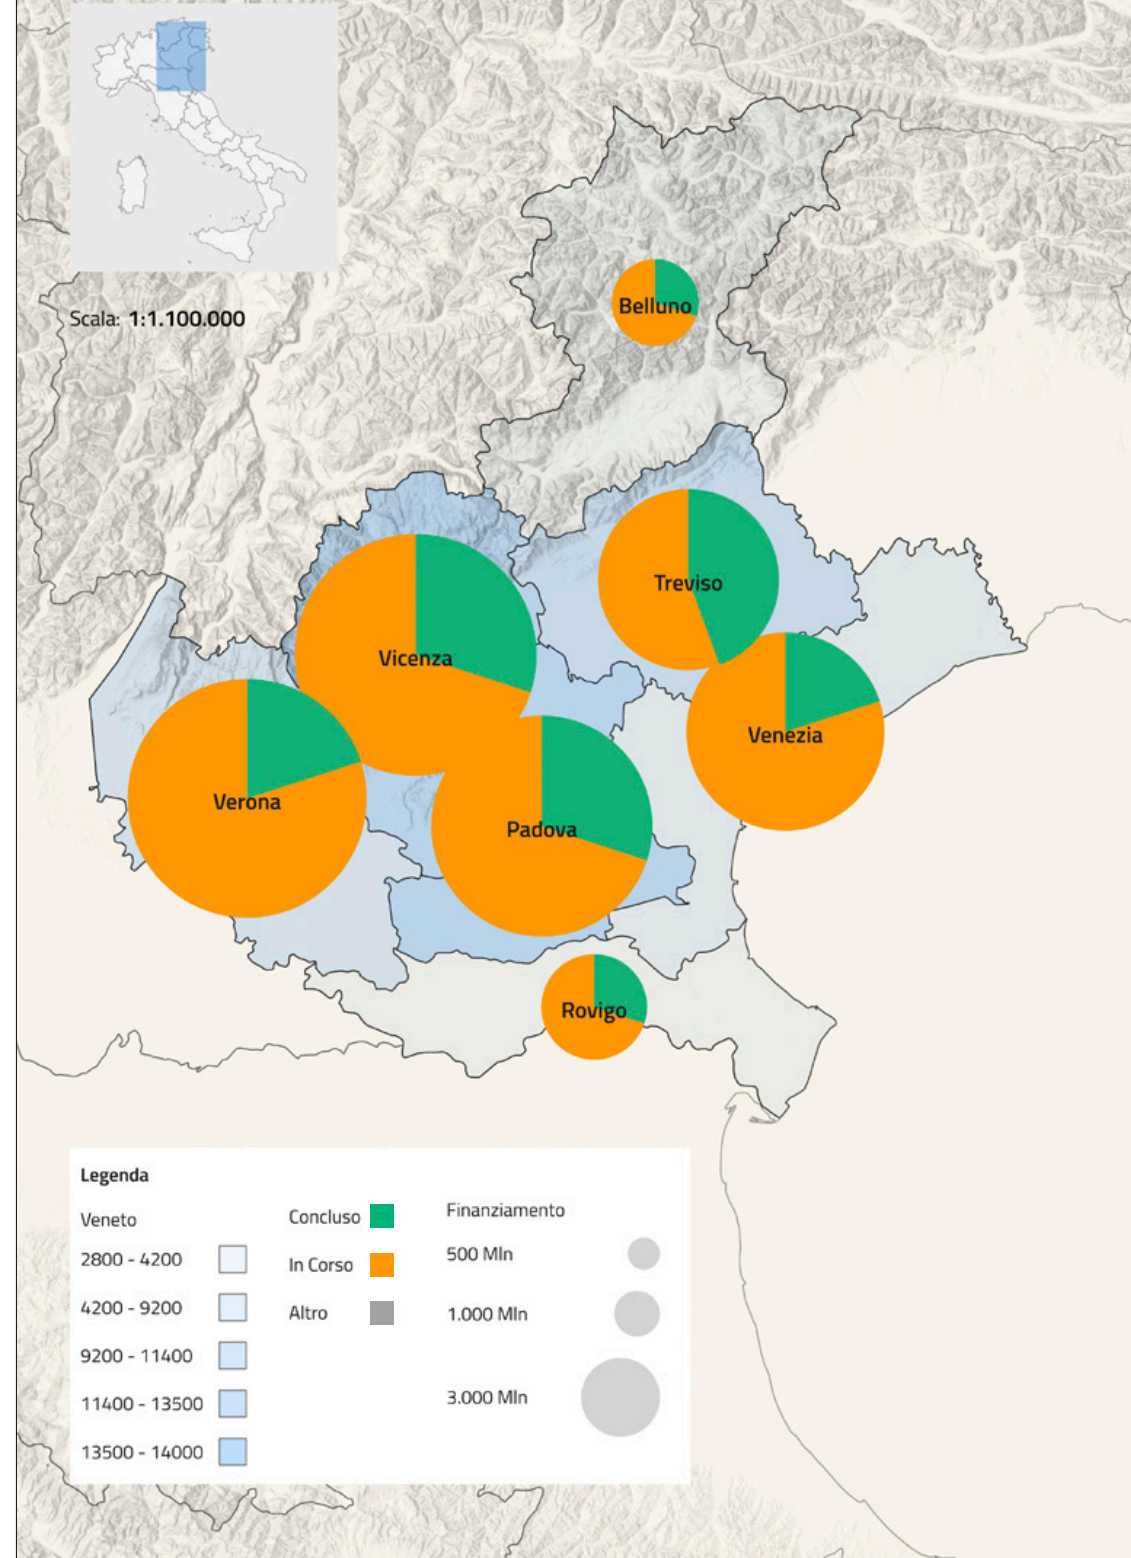 Scala: 1:1.100.000
Belluno
Treviso
Vicenza
Venezia
Verona
Padova
Rovigo
Legenda
Veneto
2800 - 4200
4200 - 9200
9200 - 11400
11400 - 13500
13500 - 14000
Concluso
In Corso
Altro
Finanziamento
500 Mln
1.000 Mln
3.000 Mln